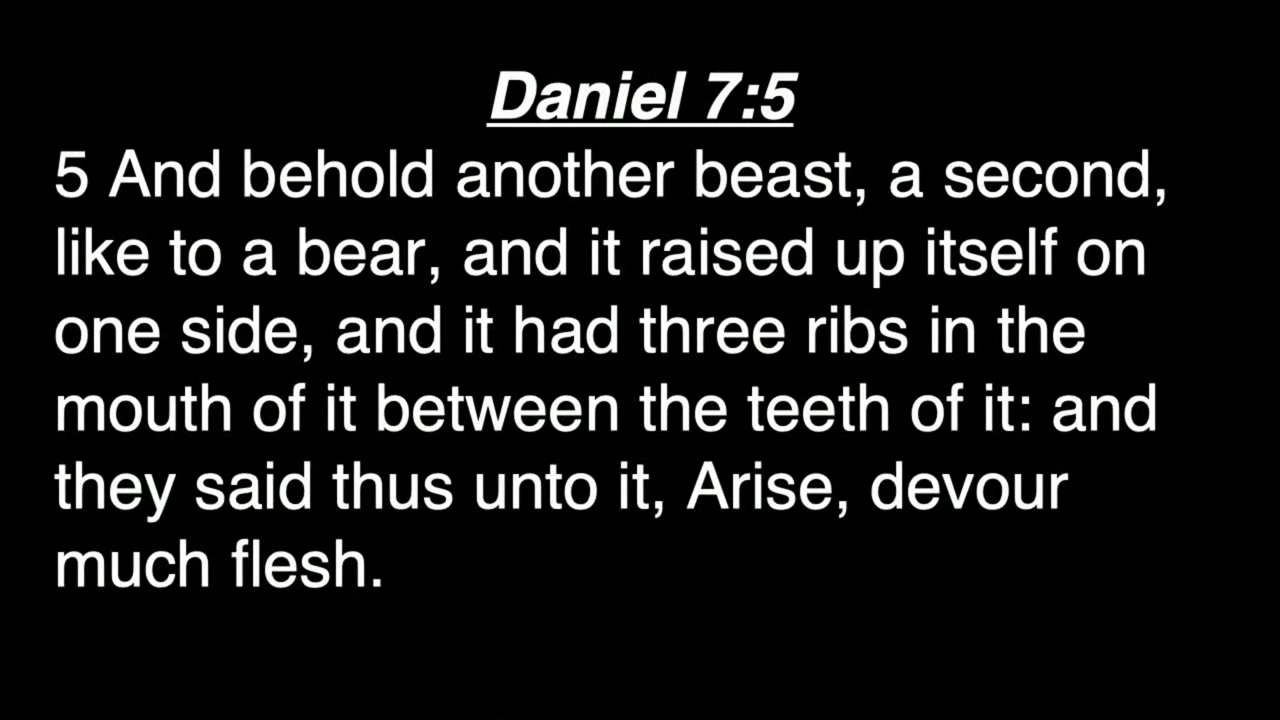 Daniel 7:5
5 And behold another beast, a second,
like to a bear, and it raised up itself on
one side, and it had three ribs in the
mouth of it between the teeth of it: and
they said thus unto it, Arise, devour
much flesh.